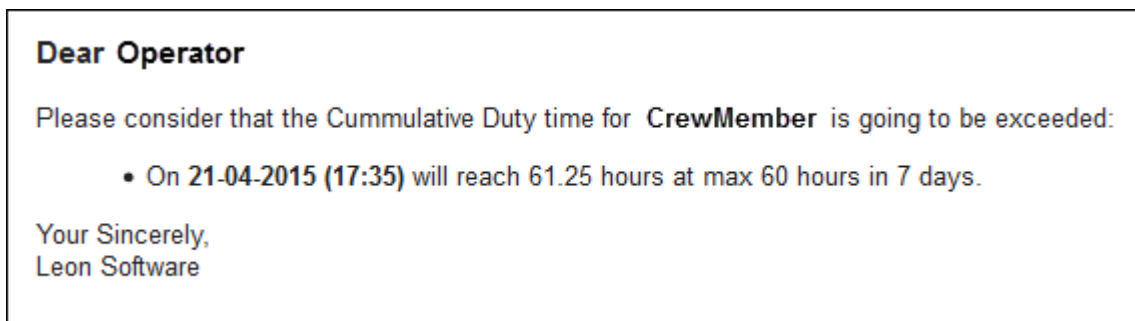 Dear Operator
Please consider that the Cummulative Duty time for CrewMember is going to be exceeded:
• On 21-04-2015 (17:35) will reach 61.25 hours at max 60 hours in 7 days.
Your Sincerely,
Leon Software